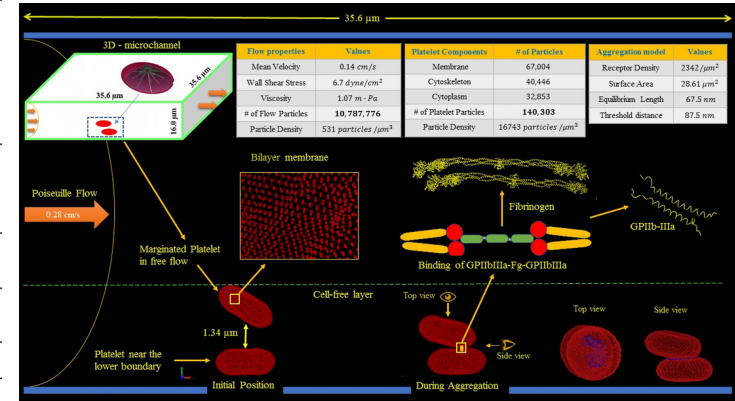 35.6 µm
3D - microchannel
35.6 µm
35.6 µm
16.0 µm
Flow properties Values
Mean Velocity 0.14 cm/s
Wall Shear Stress 6.7 dyne/cm²
Viscosity 1.07 m · Pa
# of Flow Particles 10,787,776
Particle Density 531 particles /µm³
Platelet Components # of Particles
Membrane 67,004
Cytoskeleton 40,446
Cytoplasm 32,853
# of Platelet Particles 140,303
Particle Density 16743 particles /µm³
Aggregation model Values
Receptor Density 2342/µm²
Surface Area 28.61 µm²
Equilibrium Length 67.5 nm
Threshold distance 87.5 nm
Bilayer membrane
Poiseuille Flow
0.28 cm/s
Fibrinogen
GPIIb-IIIa
Marginated Platelet
in free flow
Binding of GPIIbIIIa-Fg-GPIIbIIIa
Cell-free layer
Top view
Top view
Side view
1.34 µm
Side view
Platelet near the
lower boundary
Initial Position
During Aggregation